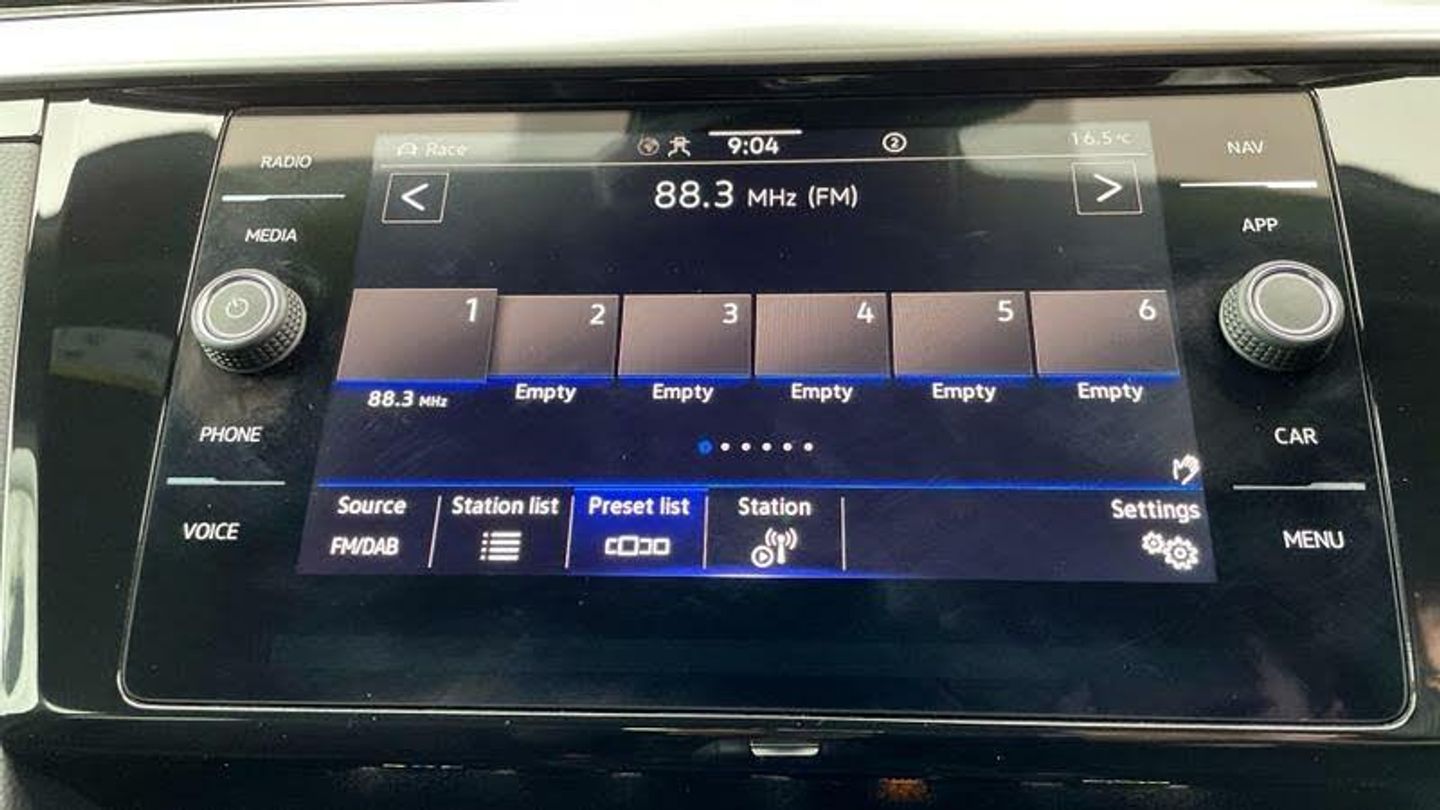 RADIO
MEDIA
PHONE
VOICE
Race 9:04 2 16.5°C
< 88.3 MHz (FM) >
1 2 3 4 5 6
88.3 MHz Empty Empty Empty Empty Empty
Source Station list Preset list Station Settings
FM/DAB
NAV
APP
CAR
MENU